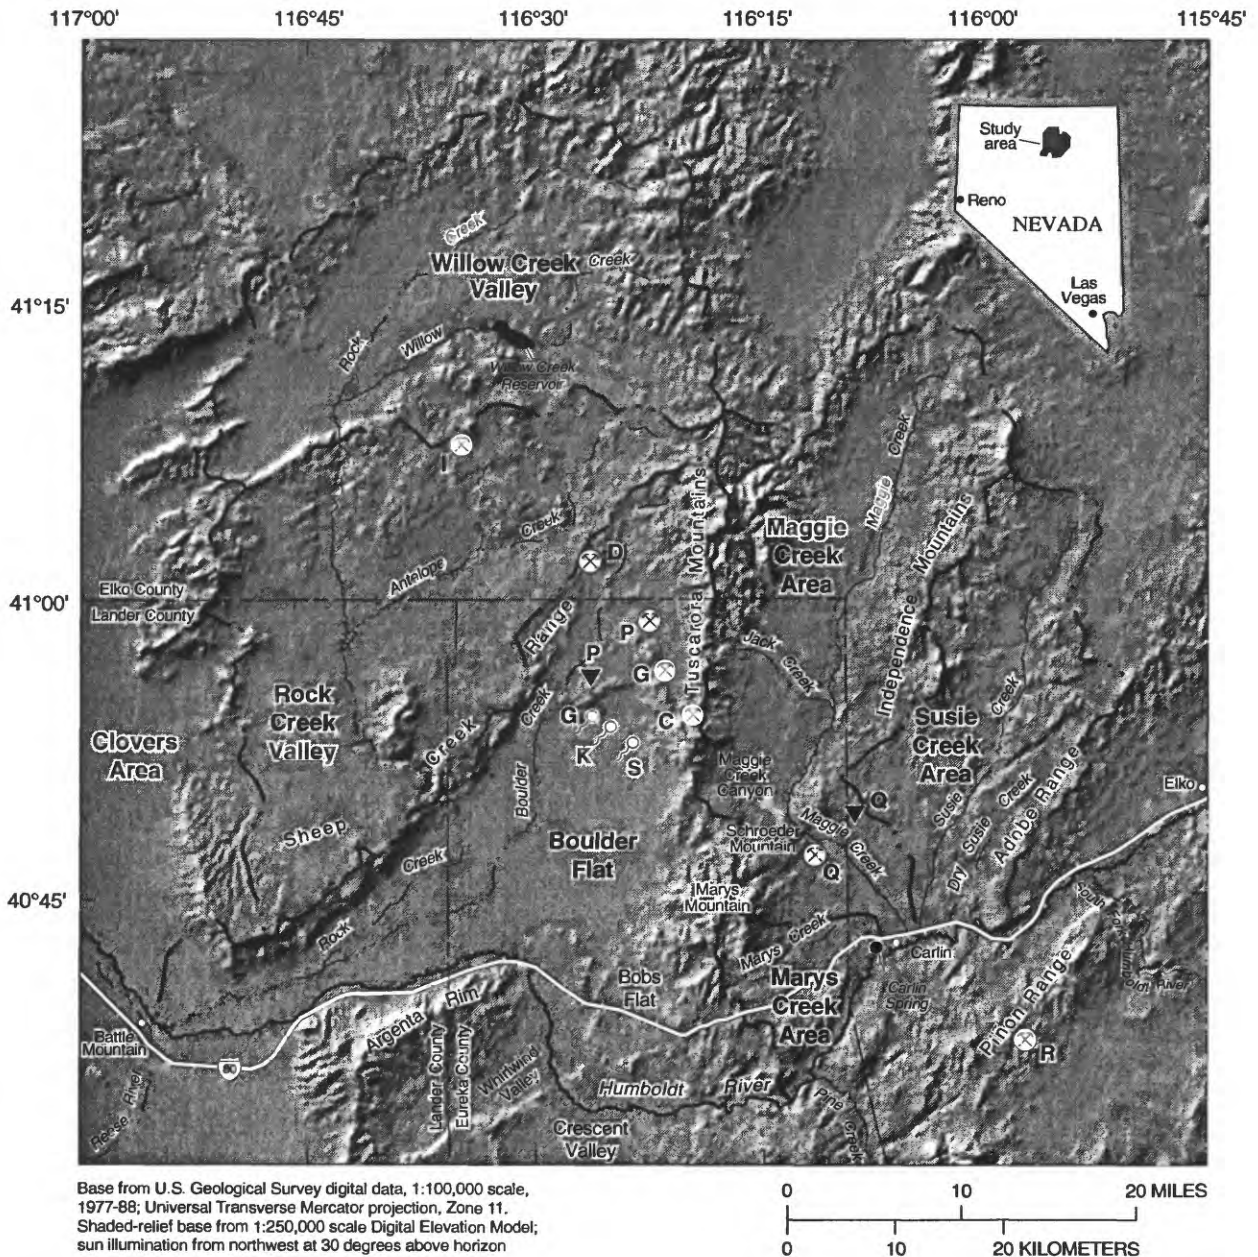 117°00'
116°45'
116°30'
116°15'
116°00'
115°45'
Study
area
Reno
NEVADA
Las
Vegas
Creek
Willow Creek
Valley
Creek
41°15'
Rock
Willow
Willow Creek
Reservoir
Maggie Creek
I
Tuscarora Mountains
Maggie
Creek
Area
Independence Mountains
Antelope Creek
D
Elko County
Lander County
41°00'
P
P
Range
Jack Creek
G
G
C
K
S
Rock
Creek
Valley
Clovers
Area
Creek
Boulder Creek
Susie
Creek
Area
Creek
Susie
Maggie
Creek
Canyon
Q
Elko
Adobe Range
Dry Susie Creek
Sheep
Boulder
Flat
Schroeder
Mountain
Maggie Creek
Q
Rock Creek
40°45'
Marys
Mountain
Marys Creek
Carlin
South Fork Humboldt River
Bobs
Flat
Marys
Creek
Area
Carlin
Spring
Pinon Range
R
Argenta Rim
Battle
Mountain
80
Lander County
Eureka County
Whirlwind
Valley
Humboldt River
Pine Creek
Reese River
Crescent
Valley
Base from U.S. Geological Survey digital data, 1:100,000 scale,
1977-88; Universal Transverse Mercator projection, Zone 11.
Shaded-relief base from 1:250,000 scale Digital Elevation Model;
sun illumination from northwest at 30 degrees above horizon
0 10 20 MILES
0 10 20 KILOMETERS